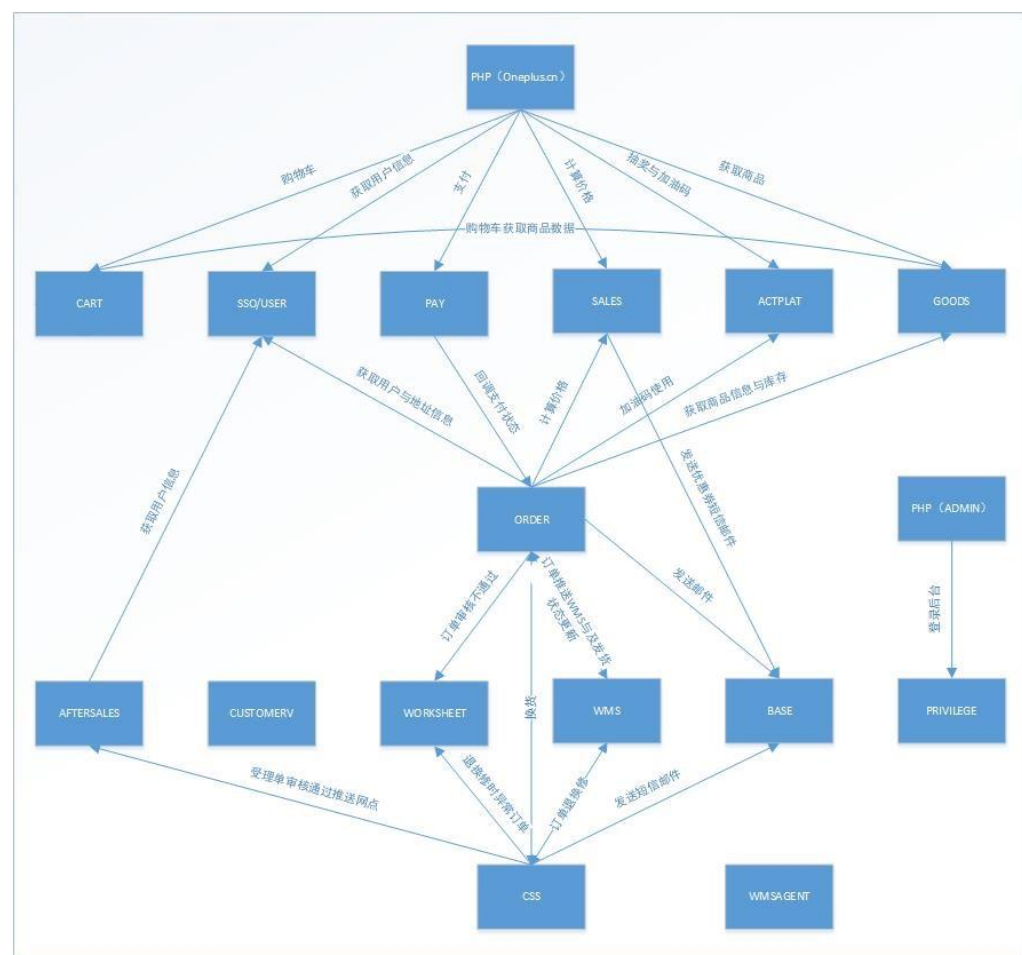 PHP（Oneplus.cn）
购物车
获取用户信息
支付
计算价格
抽奖与加油码
获取商品
购物车获取商品数据
CART
SSO/USER
PAY
SALES
ACTPLAT
GOODS
获取用户与地址信息
回调支付状态
计算价格
加油码使用
获取商品信息与库存
获取用户信息
发送优惠券短信邮件
ORDER
PHP（ADMIN）
订单审核不通过
订单推送WMS与及发货
状态更新
发送邮件
登录后台
AFTERSALES
CUSTOMERV
WORKSHEET
换货
WMS
BASE
PRIVILEGE
受理单审核通过推送网点
退换修时异常订单
订单退换修
发送短信邮件
CSS
WMSAGENT